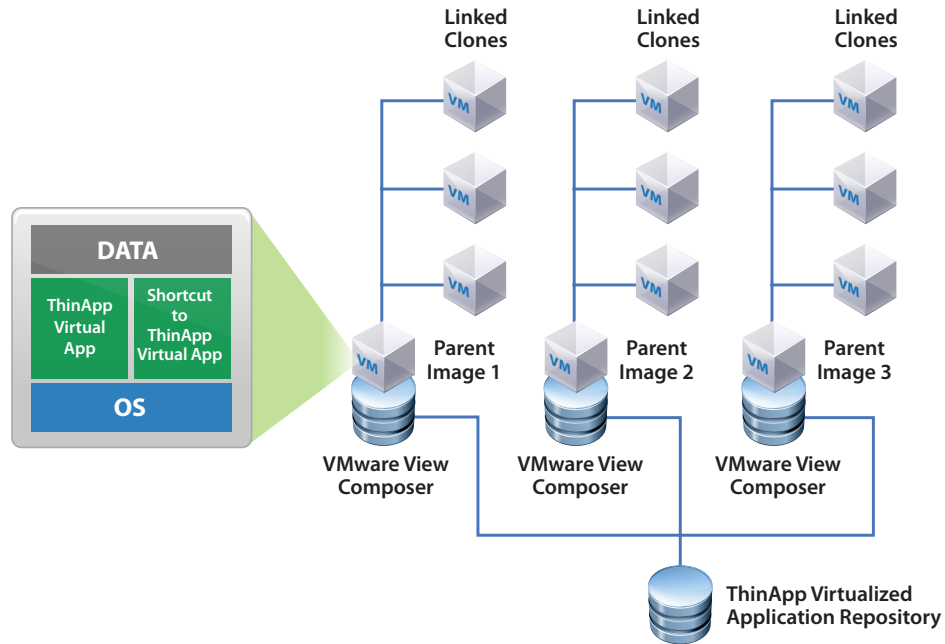 Linked
Clones
Linked
Clones
Linked
Clones
VM
VM
VM
VM
VM
VM
VM
VM
VM
DATA
ThinApp
Virtual
App
Shortcut
to
ThinApp
Virtual App
OS
VM
Parent
Image 1
VM
Parent
Image 2
VM
Parent
Image 3
VMware View
Composer
VMware View
Composer
VMware View
Composer
ThinApp Virtualized
Application Repository